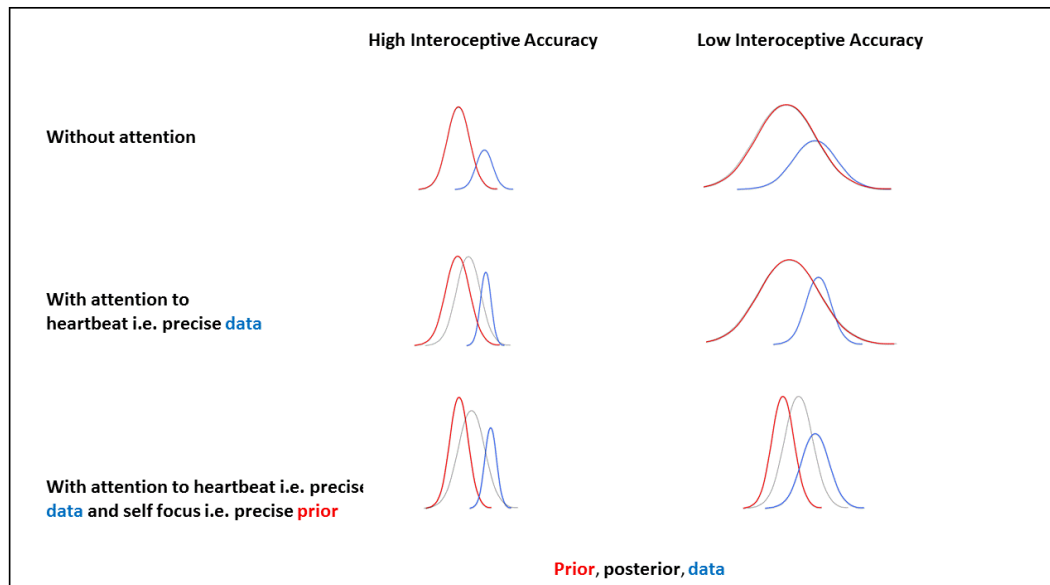 High Interoceptive Accuracy
Low Interoceptive Accuracy
Without attention
With attention to
heartbeat i.e. precise data
With attention to heartbeat i.e. precise
data and self focus i.e. precise prior
Prior, posterior, data